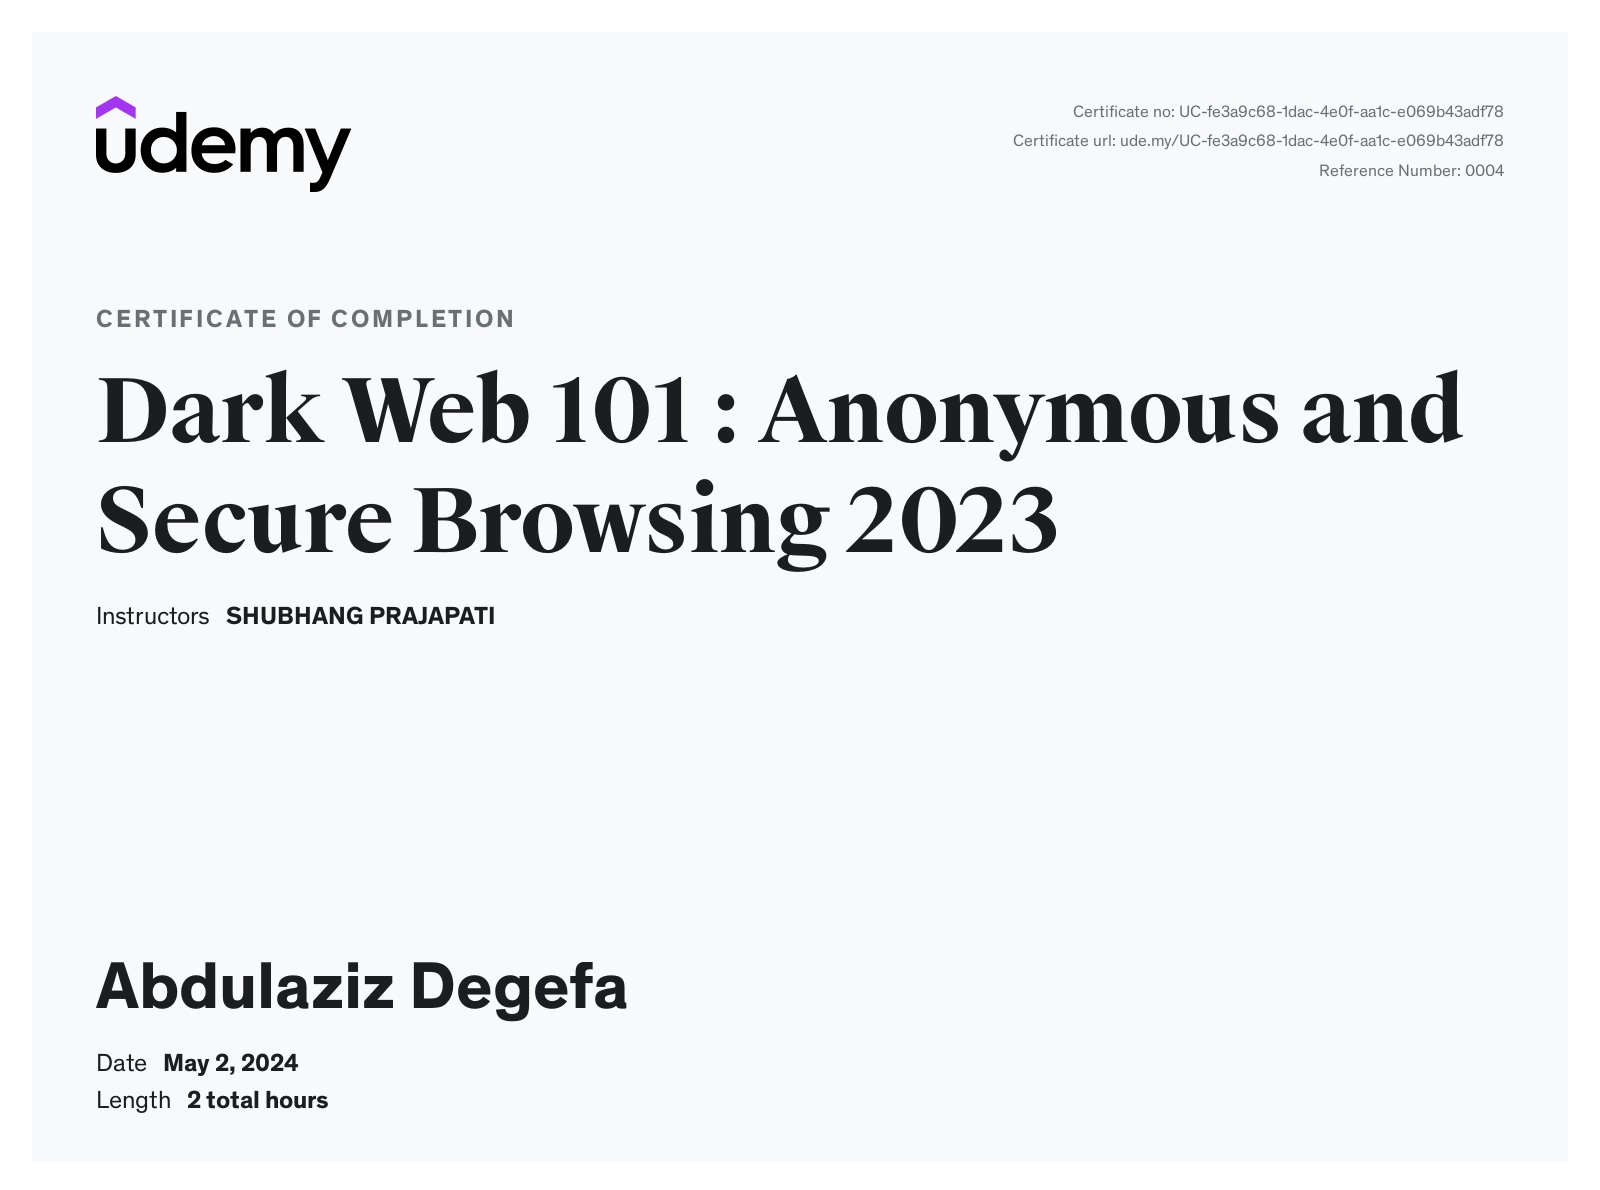 udemy
Certificate no: UC-fe3a9c68-1dac-4e0f-aa1c-e069b43adf78
Certificate url: ude.my/UC-fe3a9c68-1dac-4e0f-aa1c-e069b43adf78
Reference Number: 0004
CERTIFICATE OF COMPLETION
Dark Web 101 : Anonymous and
Secure Browsing 2023
Instructors SHUBHANG PRAJAPATI
Abdulaziz Degefa
Date May 2, 2024
Length 2 total hours